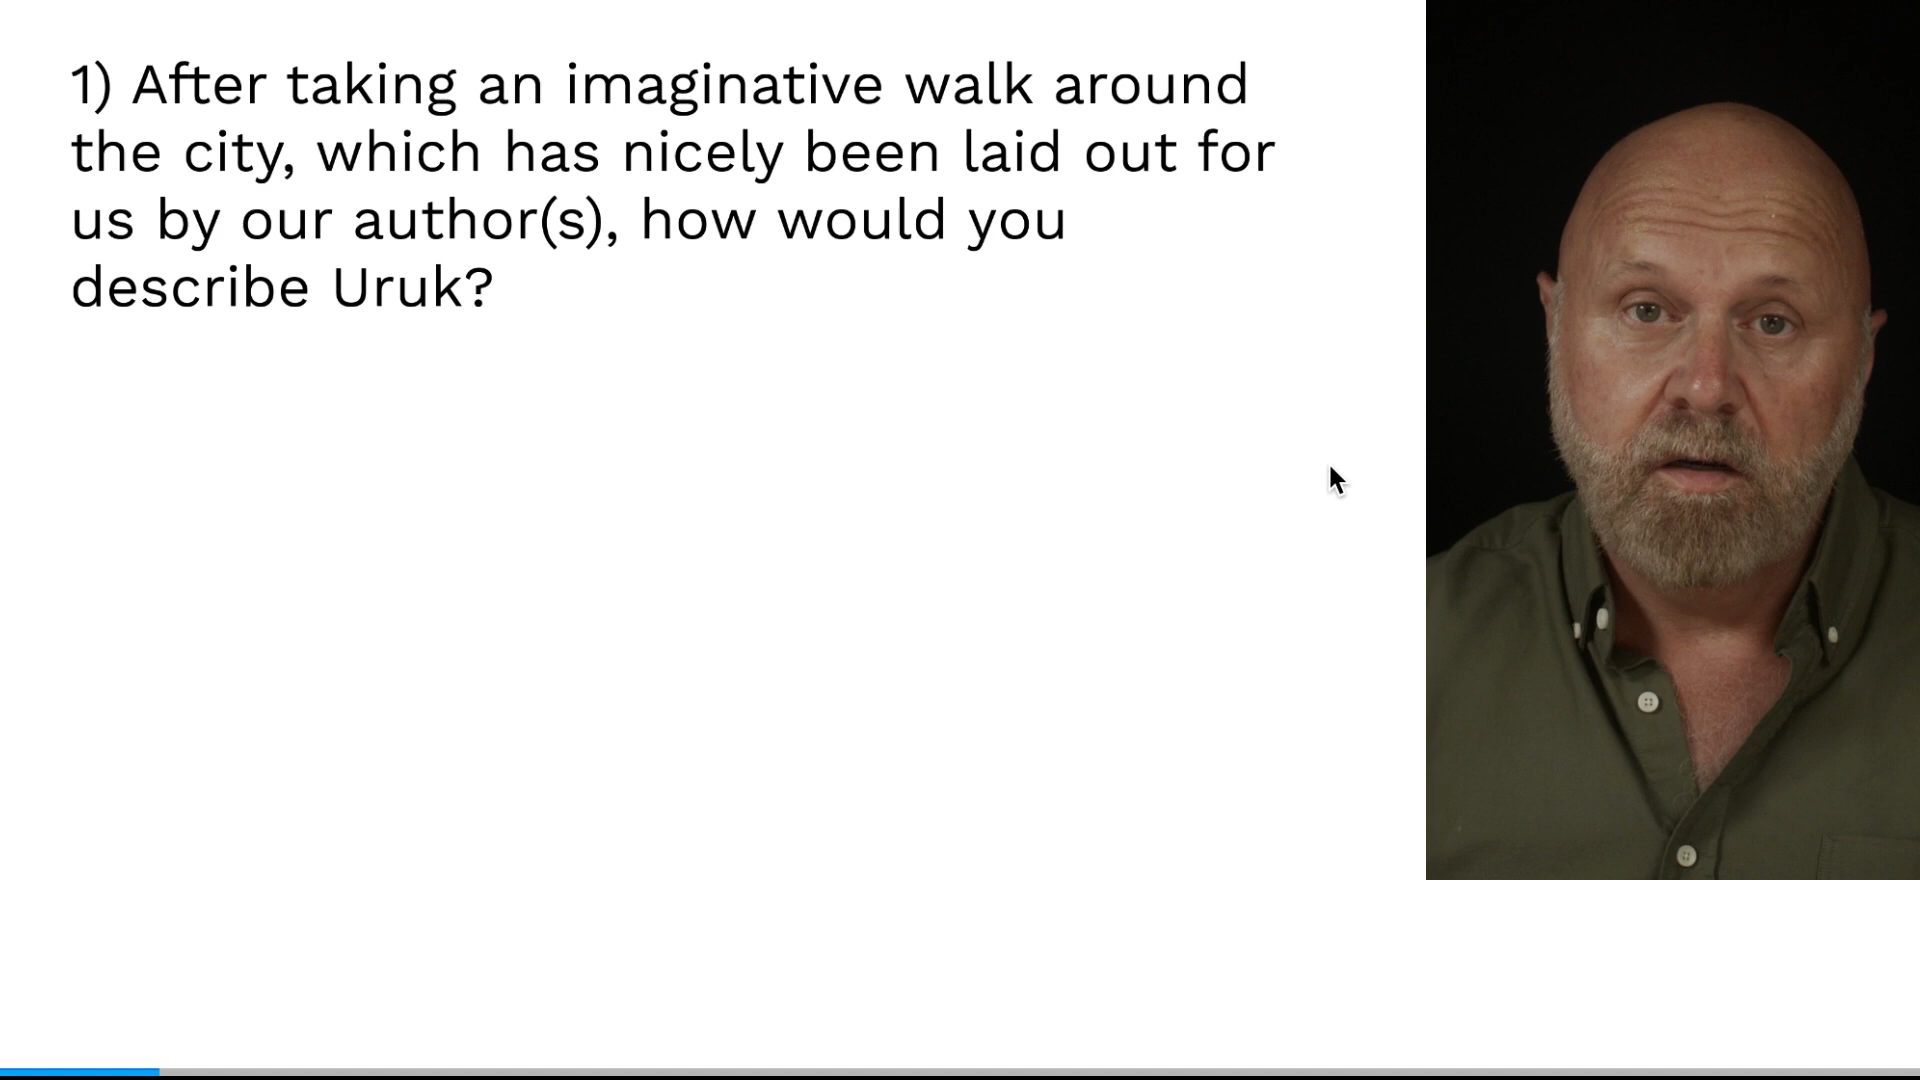 1) After taking an imaginative walk around
the city, which has nicely been laid out for
us by our author(s), how would you
describe Uruk?